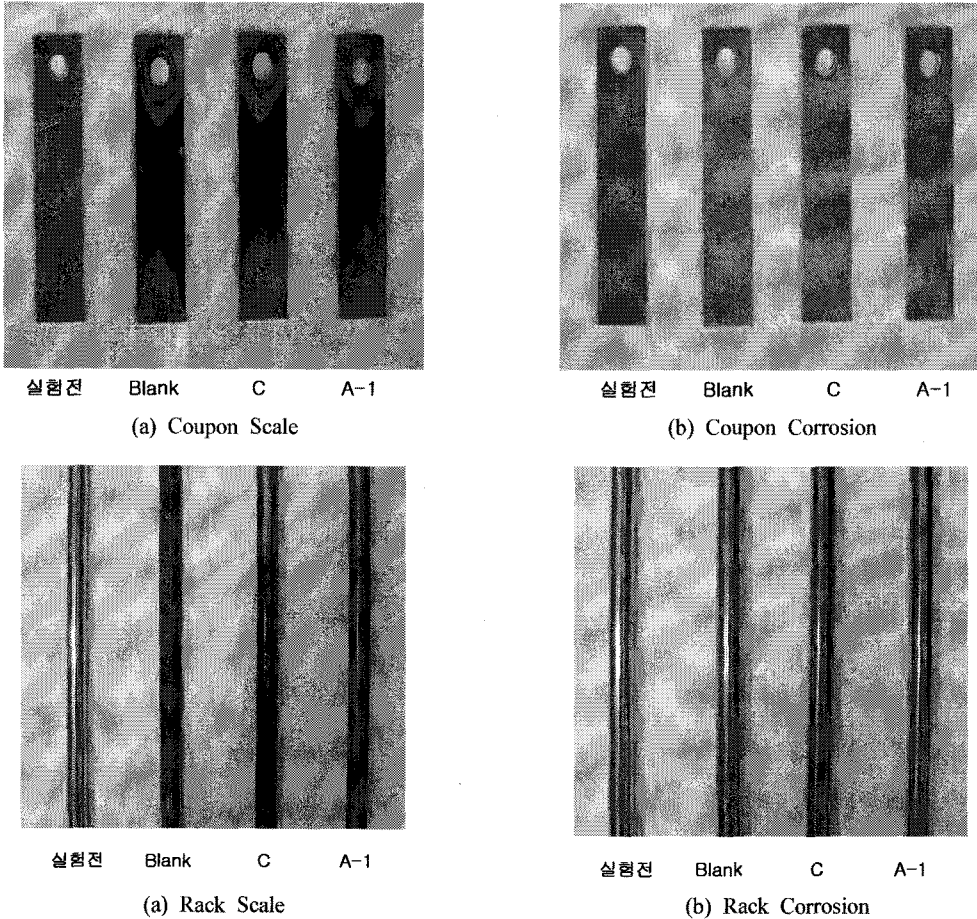 실험전 Blank C A-1
(a) Coupon Scale
실험전 Blank C A-1
(b) Coupon Corrosion
실험전 Blank C A-1
(a) Rack Scale
실험전 Blank C A-1
(b) Rack Corrosion